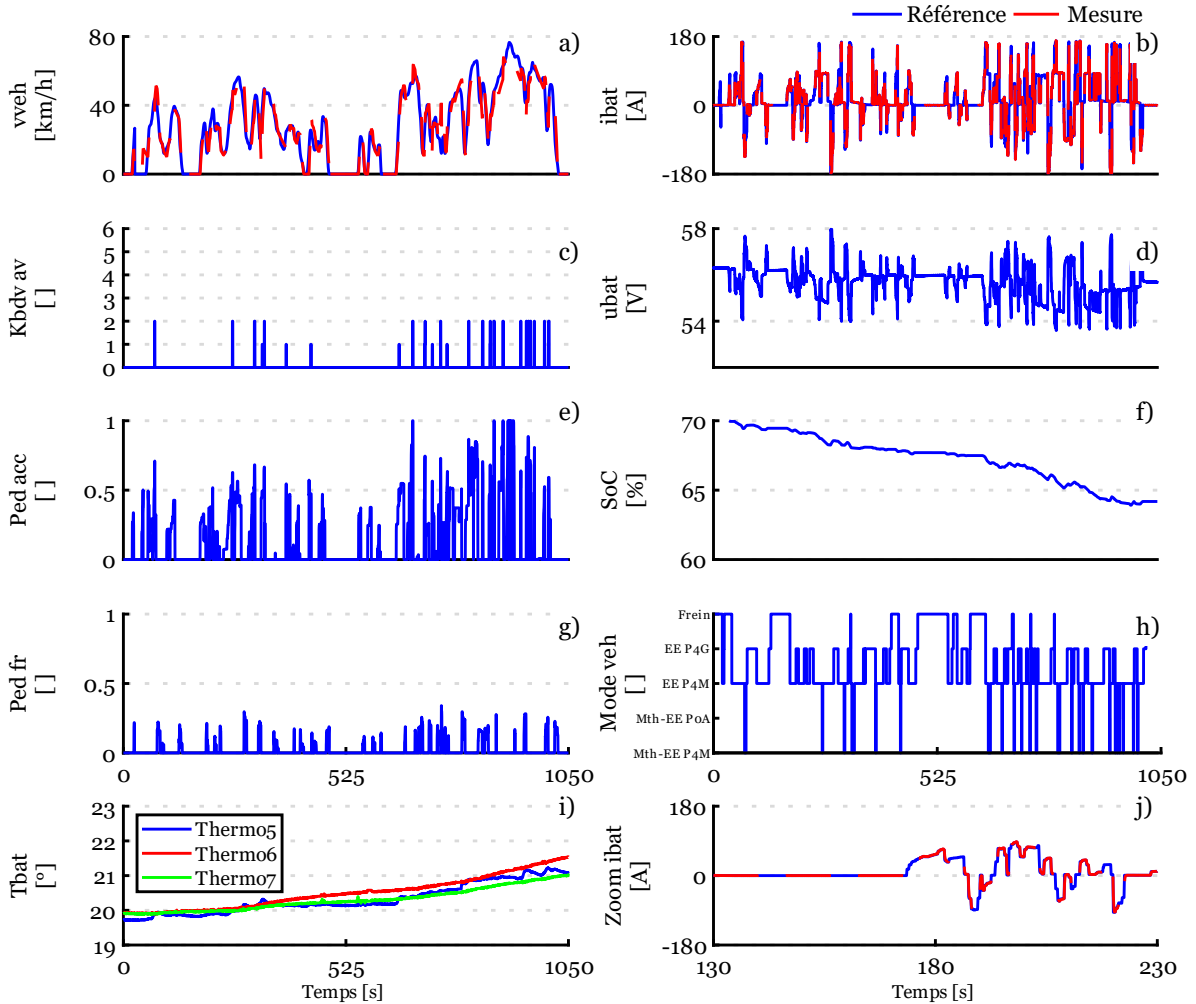 Référence Mesure
80
40
0
vveh
[km/h]
a)
180
0
-180
ibat
[A]
b)
6
5
4
3
2
1
0
Kbdv av
[ ]
c)
58
54
ubat
[V]
d)
1
0.5
0
Ped acc
[ ]
e)
70
65
60
SoC
[%]
f)
1
0.5
0
Ped fr
[ ]
g)
0 525 1050
Frein
EE P4G
EE P4M
Mth-EE P0A
Mth-EE P4M
Mode veh
[ ]
h)
0 525 1050
23
22
21
20
19
Tbat
[°]
i)
Thermo5
Thermo6
Thermo7
0 525 1050
Temps [s]
180
0
-180
Zoom ibat
[A]
j)
130 180 230
Temps [s]